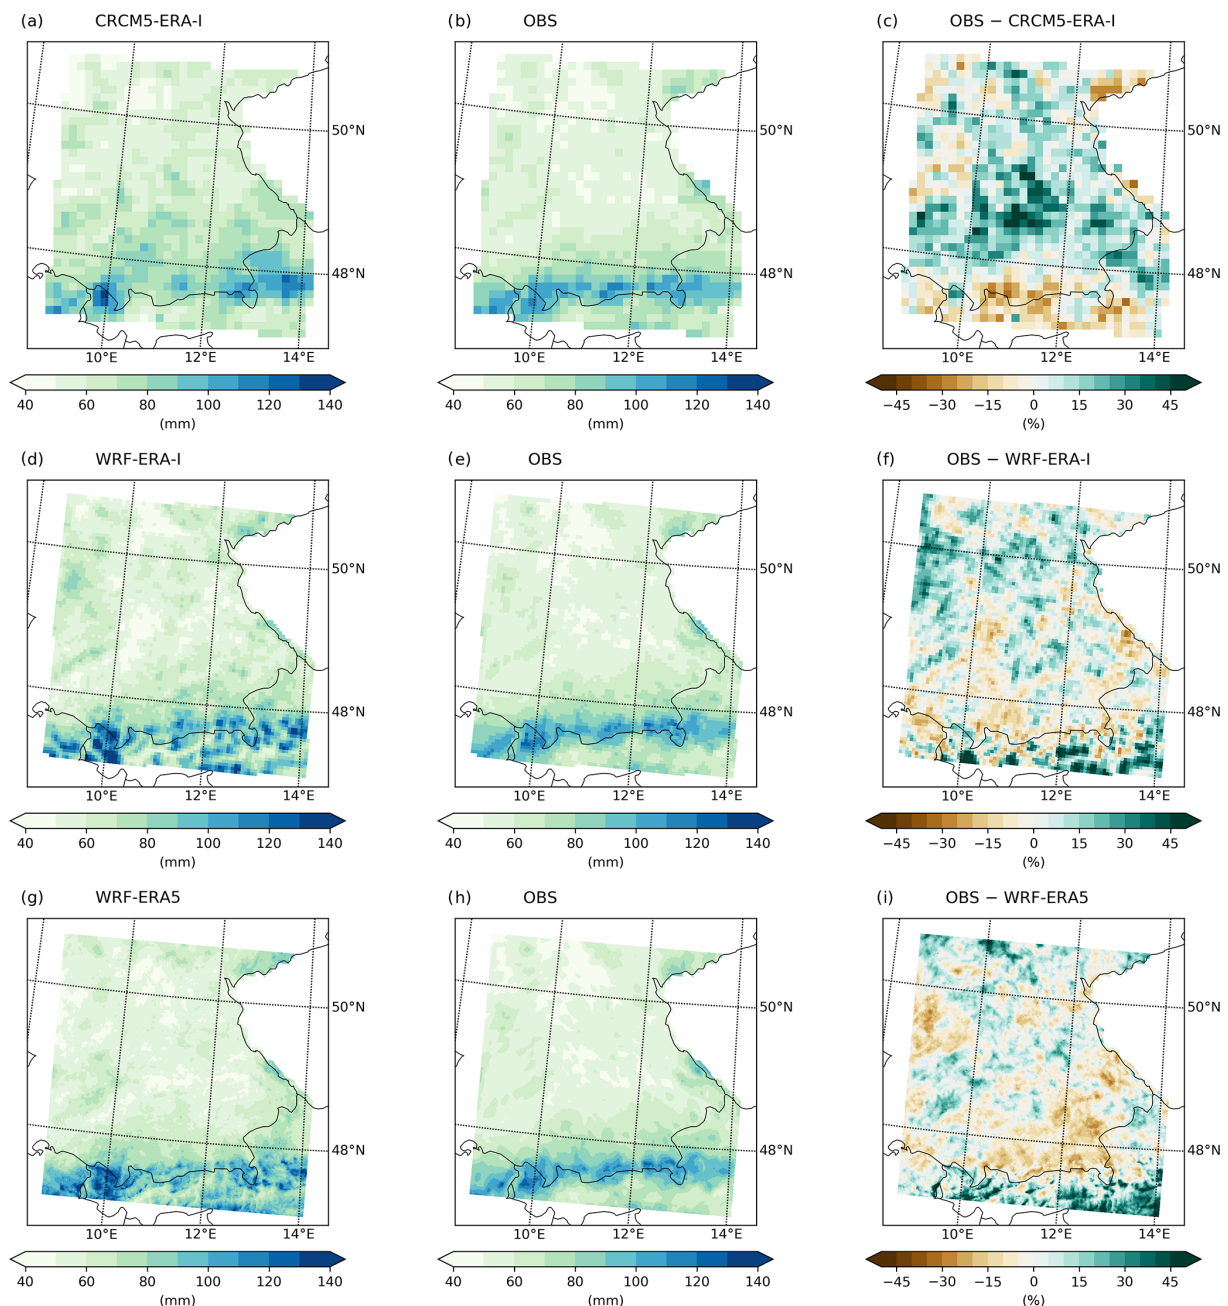 (a) CRCM5-ERA-I (b) OBS (c) OBS − CRCM5-ERA-I
50°N 50°N 50°N
48°N 48°N 48°N
10°E 12°E 14°E 10°E 12°E 14°E 10°E 12°E 14°E
40 60 80 100 120 140 40 60 80 100 120 140 −45 −30 −15 0 15 30 45
(mm) (mm) (%)
(d) WRF-ERA-I (e) OBS (f) OBS − WRF-ERA-I
50°N 50°N 50°N
48°N 48°N 48°N
10°E 12°E 14°E 10°E 12°E 14°E 10°E 12°E 14°E
40 60 80 100 120 140 40 60 80 100 120 140 −45 −30 −15 0 15 30 45
(mm) (mm) (%)
(g) WRF-ERA5 (h) OBS (i) OBS − WRF-ERA5
50°N 50°N 50°N
48°N 48°N 48°N
10°E 12°E 14°E 10°E 12°E 14°E 10°E 12°E 14°E
40 60 80 100 120 140 40 60 80 100 120 140 −45 −30 −15 0 15 30 45
(mm) (mm) (%)